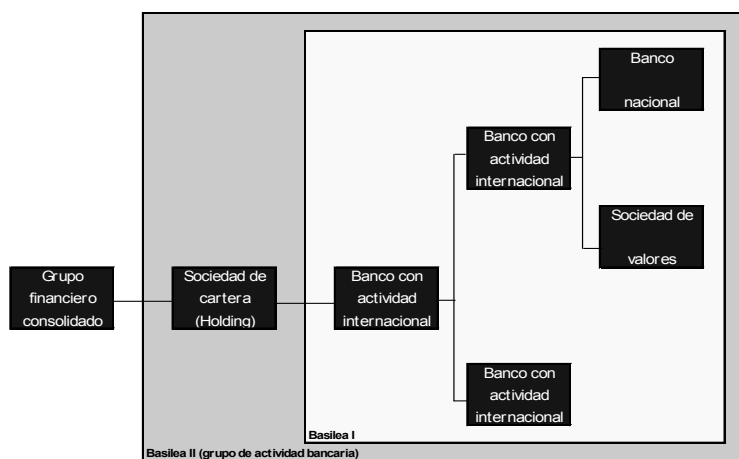 Banco
nacional
Banco con
actividad
internacional
Sociedad de
valores
Grupo
financiero
consolidado
Sociedad de
cartera
(Holding)
Banco con
actividad
internacional
Banco con
actividad
internacional
Basilea I
Basilea II (grupo de actividad bancaria)